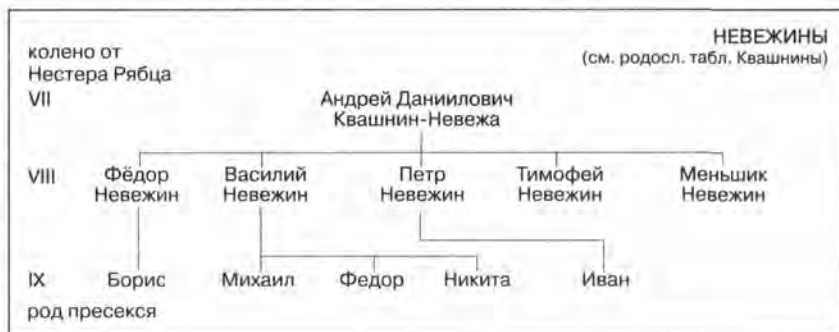 НЕВЕЖИНЫ
(см. родосл. табл. Квашнины)
колено от
Нестера Рябца
VII Андрей Даниилович
Квашнин-Невежа
VIII Фёдор Василий Петр Тимофей Меньшик
Невежин Невежин Невежин Невежин Невежин
IX Борис Михаил Федор Никита Иван
род пресекся